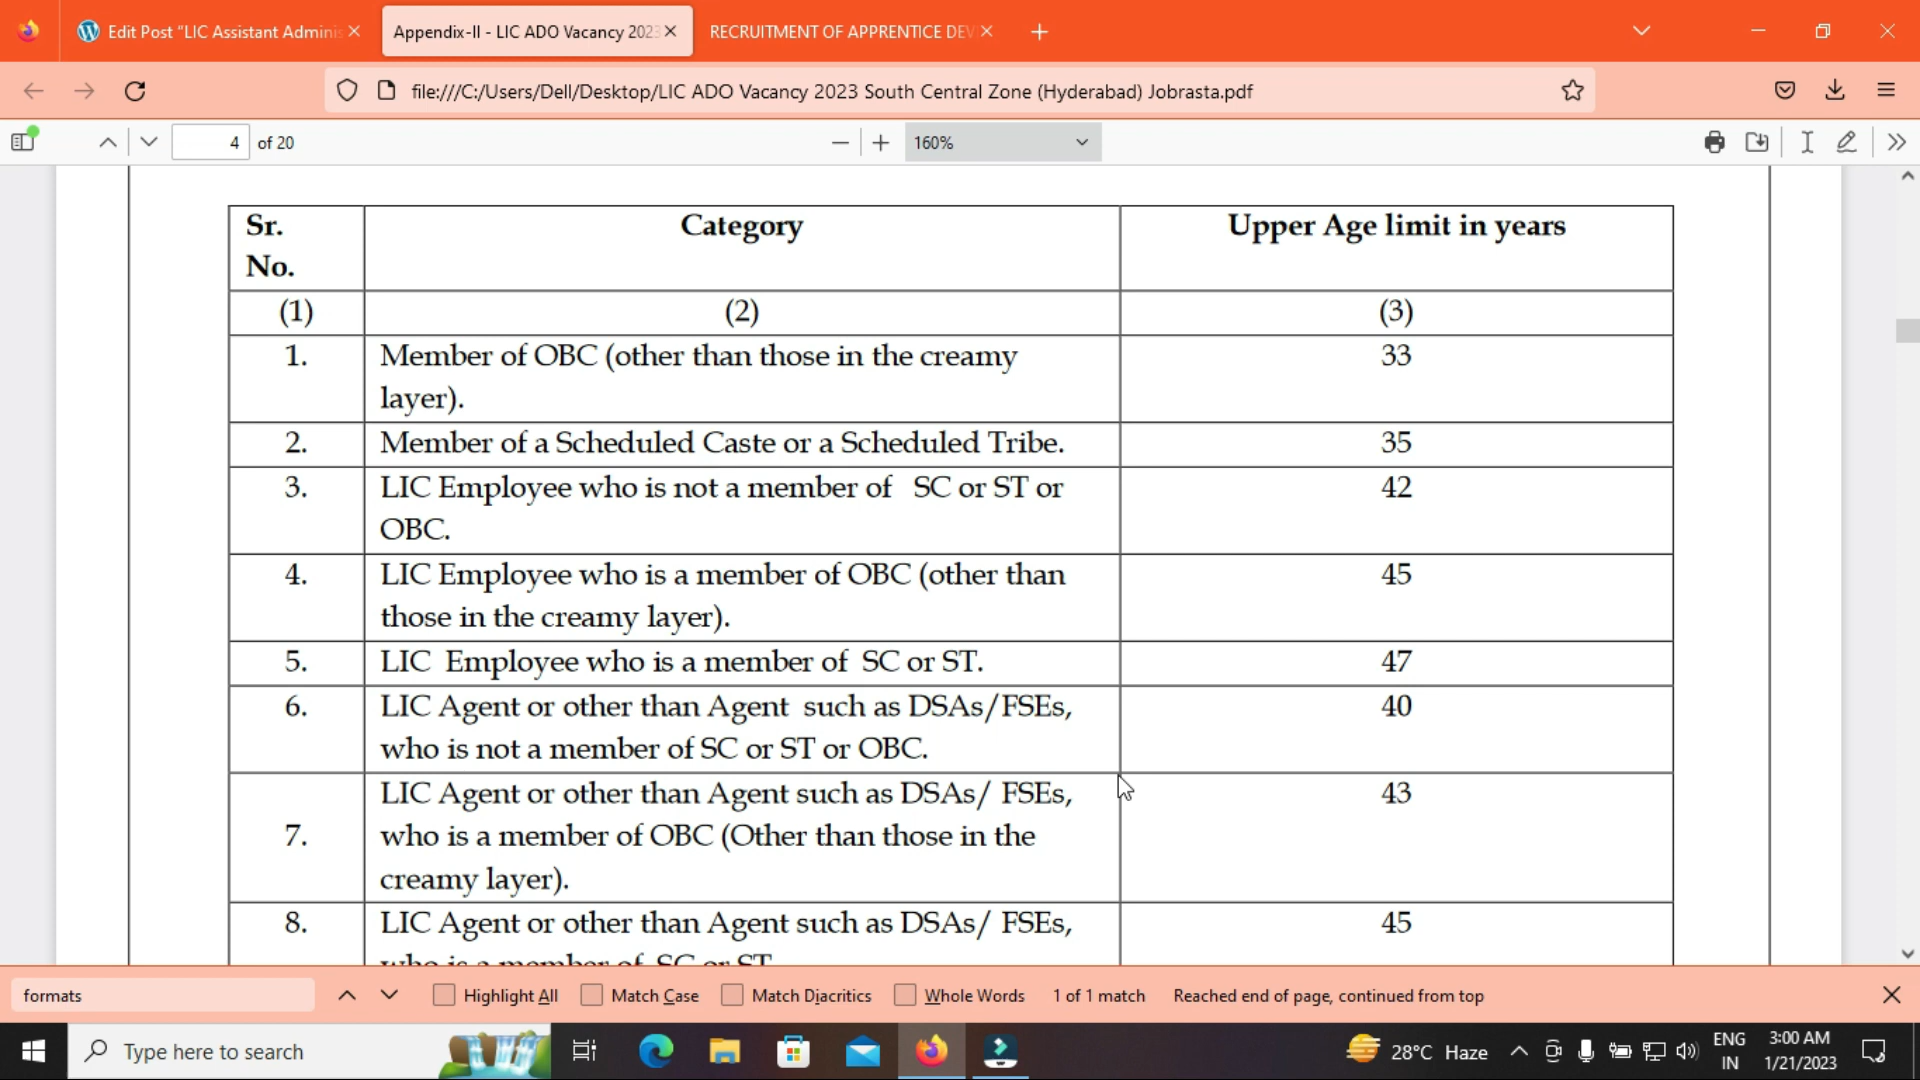 Edit Post "LIC Assistant Adminis
Appendix-II - LIC ADO Vacancy 2023
RECRUITMENT OF APPRENTICE DEV
file:///C:/Users/Dell/Desktop/LIC ADO Vacancy 2023 South Central Zone (Hyderabad) Jobrasta.pdf
4 of 20
160%
Sr. No. Category Upper Age limit in years
(1) (2) (3)
1. Member of OBC (other than those in the creamy 33
layer).
2. Member of a Scheduled Caste or a Scheduled Tribe. 35
3. LIC Employee who is not a member of SC or ST or 42
OBC.
4. LIC Employee who is a member of OBC (other than 45
those in the creamy layer).
5. LIC Employee who is a member of SC or ST. 47
6. LIC Agent or other than Agent such as DSAs/FSEs, 40
who is not a member of SC or ST or OBC.
LIC Agent or other than Agent such as DSAs/ FSEs, 43
7. who is a member of OBC (Other than those in the
creamy layer).
8. LIC Agent or other than Agent such as DSAs/ FSEs, 45
who is a member of SC or ST
formats Highlight All Match Case Match Diacritics Whole Words 1 of 1 match Reached end of page, continued from top
Type here to search
28°C Haze
ENG
IN
3:00 AM
1/21/2023